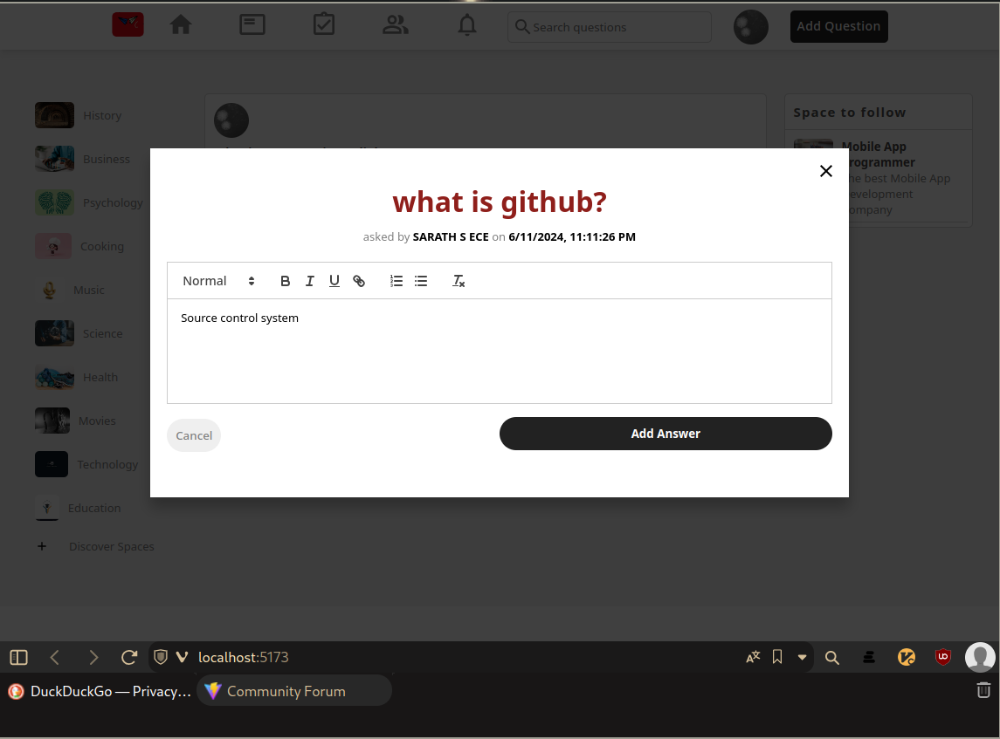 Search questions
Add Question
History
Business
Psychology
Cooking
Music
Science
Health
Movies
Technology
Education
Discover Spaces
Space to follow
Mobile App
rogrammer
he best Mobile App
evelopment
ompany
what is github?
asked by SARATH S ECE on 6/11/2024, 11:11:26 PM
Normal
Source control system
Cancel
Add Answer
localhost:5173
DuckDuckGo — Privacy...
Community Forum